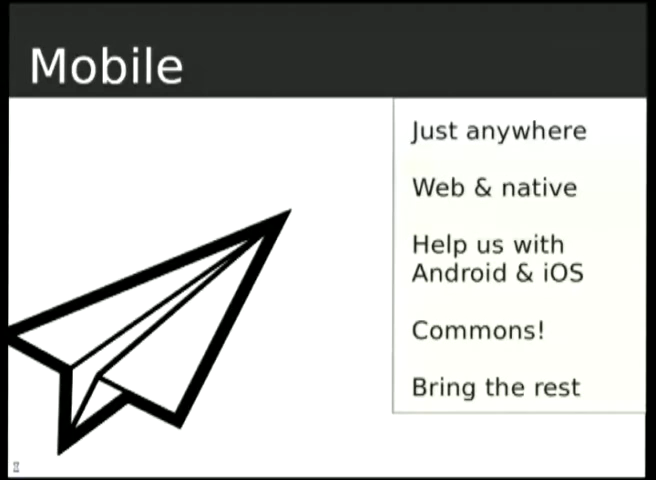 Mobile
Just anywhere
Web & native
Help us with
Android & iOS
Commons!
Bring the rest